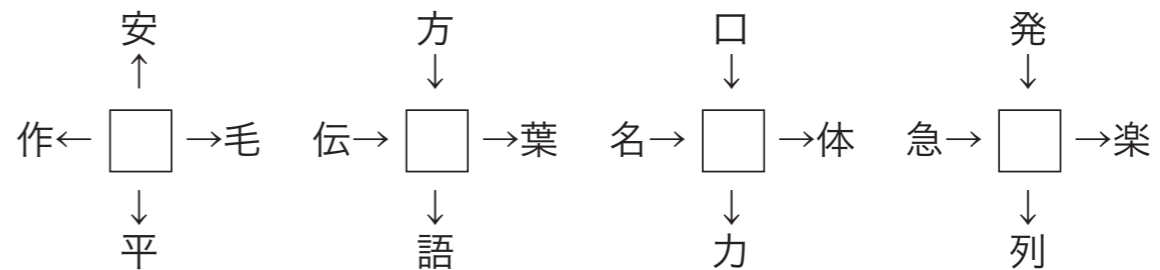 安 方 口 発
↑ ↓ ↓ ↓
作← □ →毛 伝→ □ →葉 名→ □ →体 急→ □ →楽
↓ ↓ ↓ ↓
平 語 力 列